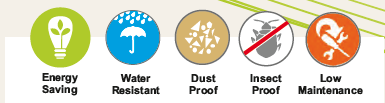 Energy
Saving
Water
Resistant
Dust
Proof
Insect
Proof
Low
Maintenance